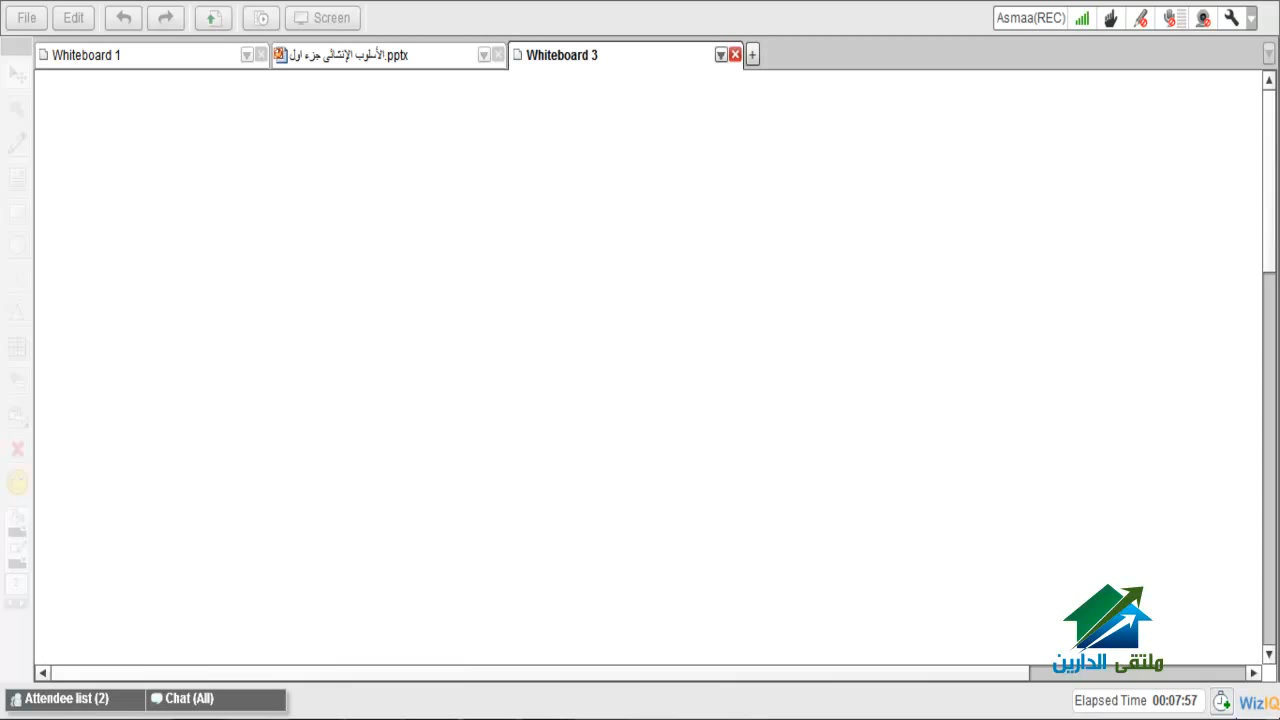 File Edit Screen Asmaa(REC)
Whiteboard 1
الأسلوب الإنشائى جزء اول.pptx
Whiteboard 3
ملتقى الدارين
Attendee list (2) Chat (All)
Elapsed Time 00:07:57
WizIQ